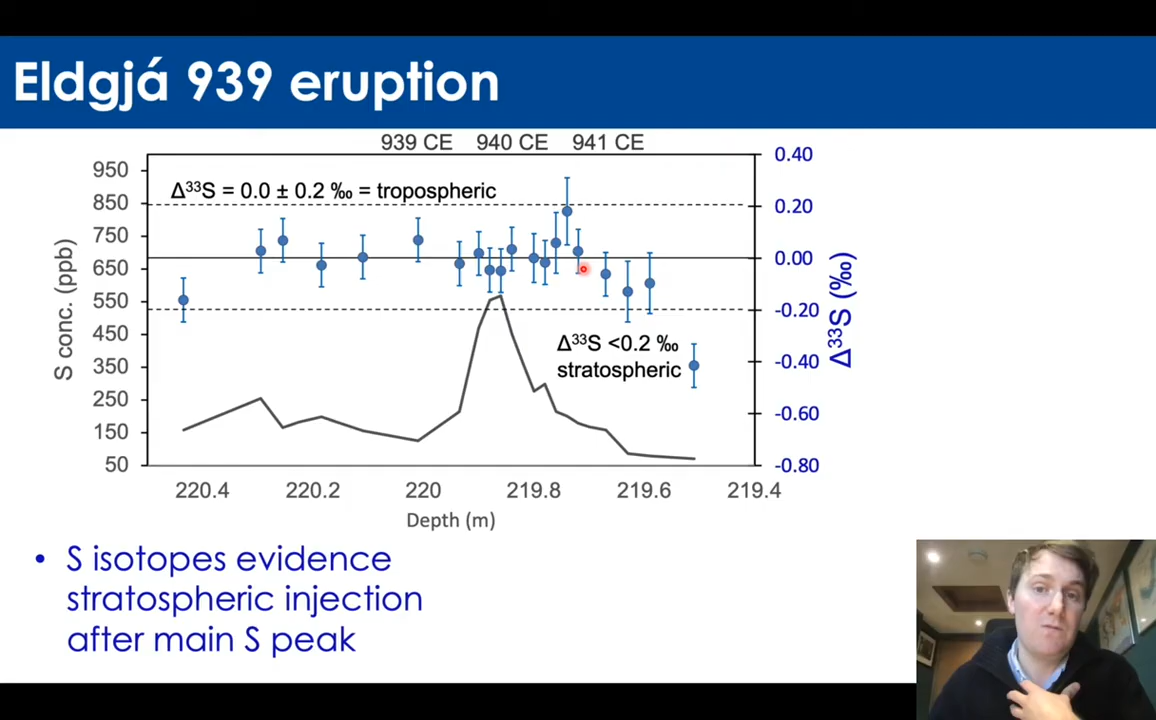 Eldgjá 939 eruption
939 CE 940 CE 941 CE
950
850
750
650
550
450
350
250
150
50
S conc. (ppb)
Δ³³S = 0.0 ± 0.2 ‰ = tropospheric
Δ³³S <0.2 ‰
stratospheric
0.40
0.20
0.00
-0.20
-0.40
-0.60
-0.80
Δ³³S (‰)
220.4 220.2 220 219.8 219.6 219.4
Depth (m)
• S isotopes evidence
stratospheric injection
after main S peak